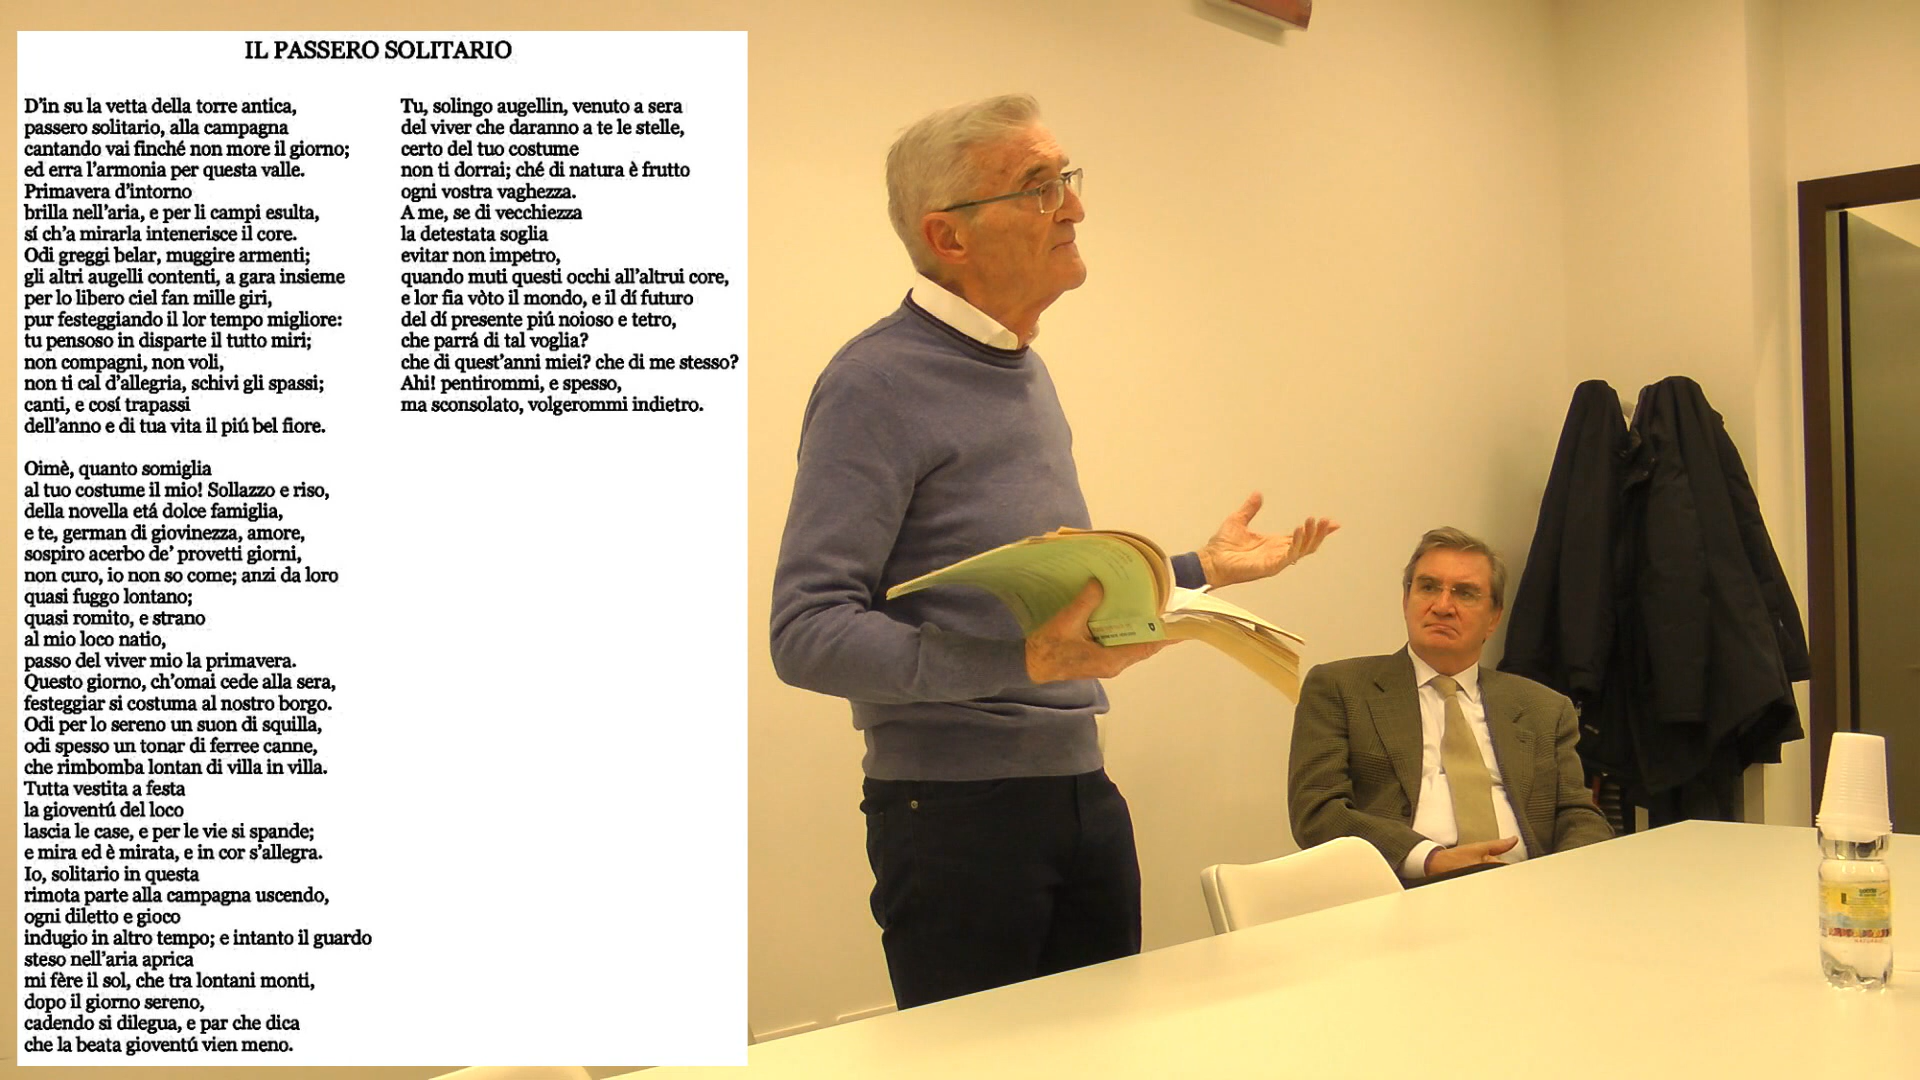 IL PASSERO SOLITARIO
D'in su la vetta della torre antica,
passero solitario, alla campagna
cantando vai finché non more il giorno;
ed erra l'armonia per questa valle.
Primavera d'intorno
brilla nell'aria, e per li campi esulta,
sí ch'a mirarla intenerisce il core.
Odi greggi belar, muggire armenti;
gli altri augelli contenti, a gara insieme
per lo libero ciel fan mille giri,
pur festeggiando il lor tempo migliore:
tu pensoso in disparte il tutto miri;
non compagni, non voli,
non ti cal d'allegria, schivi gli spassi;
canti, e cosí trapassi
dell'anno e di tua vita il piú bel fiore.
Oimè, quanto somiglia
al tuo costume il mio! Sollazzo e riso,
della novella etá dolce famiglia,
e te, german di giovinezza, amore,
sospiro acerbo de' provetti giorni,
non curo, io non so come; anzi da loro
quasi fuggo lontano;
quasi romito, e strano
al mio loco natio,
passo del viver mio la primavera.
Questo giorno, ch'omai cede alla sera,
festeggiar si costuma al nostro borgo.
Odi per lo sereno un suon di squilla,
odi spesso un tonar di ferree canne,
che rimbomba lontan di villa in villa.
Tutta vestita a festa
la gioventú del loco
lascia le case, e per le vie si spande;
e mira ed è mirata, e in cor s'allegra.
Io, solitario in questa
rimota parte alla campagna uscendo,
ogni diletto e gioco
indugio in altro tempo; e intanto il guardo
steso nell'aria aprica
mi fère il sol, che tra lontani monti,
dopo il giorno sereno,
cadendo si dilegua, e par che dica
che la beata gioventú vien meno.
Tu, solingo augellin, venuto a sera
del viver che daranno a te le stelle,
certo del tuo costume
non ti dorrai; ché di natura è frutto
ogni vostra vaghezza.
A me, se di vecchiezza
la detestata soglia
evitar non impetro,
quando muti questi occhi all'altrui core,
e lor fia vòto il mondo, e il dí futuro
del dí presente piú noioso e tetro,
che parrá di tal voglia?
che di quest'anni miei? che di me stesso?
Ahi! pentirommi, e spesso,
ma sconsolato, volgerommi indietro.